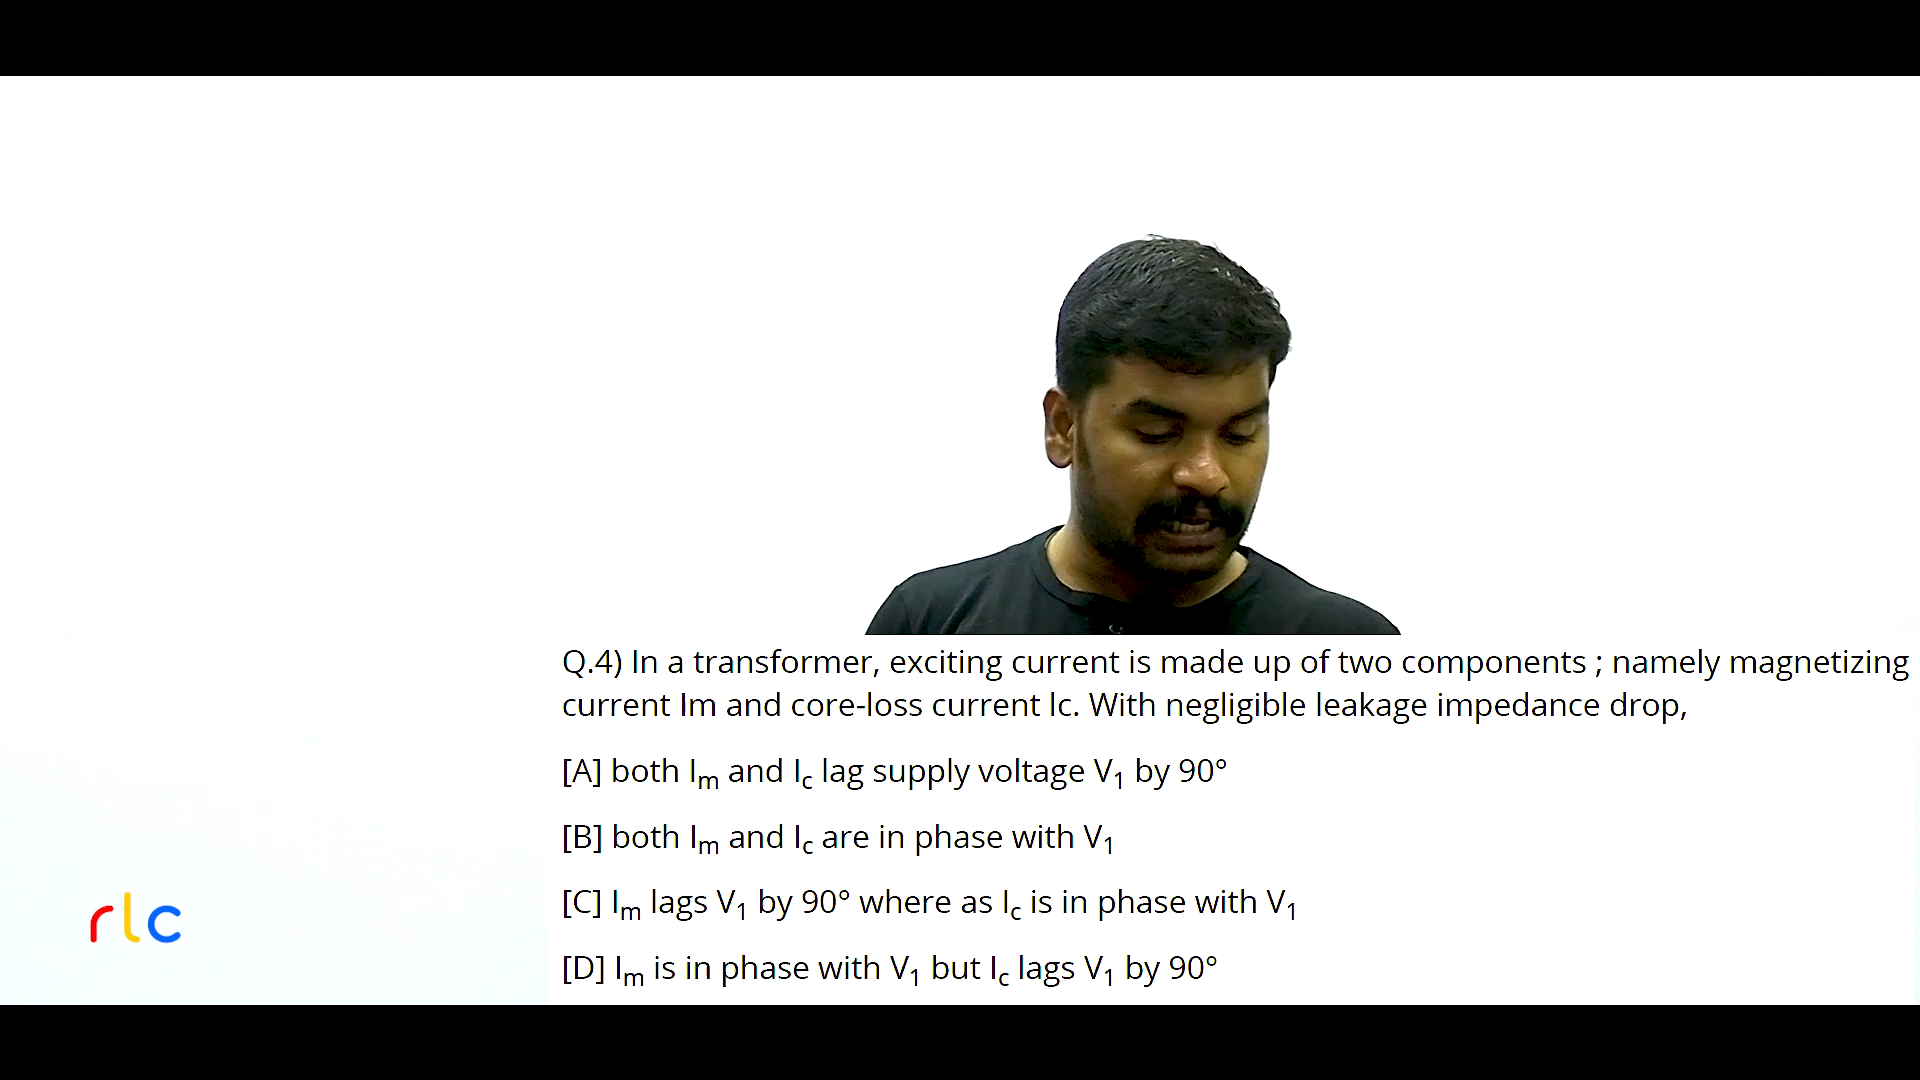 Q.4) In a transformer, exciting current is made up of two components ; namely magnetizing
current Im and core-loss current lc. With negligible leakage impedance drop,
[A] both Im and Ic lag supply voltage V1 by 90°
[B] both Im and Ic are in phase with V1
[C] Im lags V1 by 90° where as Ic is in phase with V1
rlc
[D] Im is in phase with V1 but Ic lags V1 by 90°